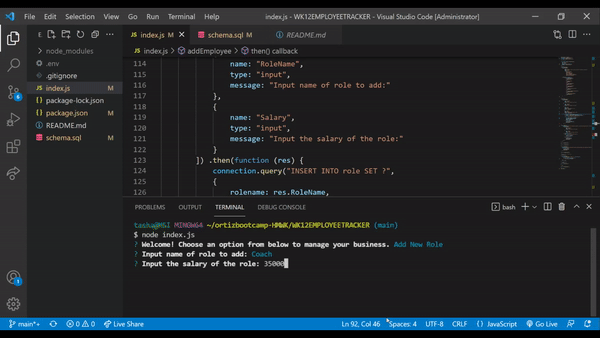 File Edit Selection View Go Run Terminal Help
index.js - WK12EMPLOYEETRACKER - Visual Studio Code [Administrator]
E
node_modules
.env
.gitignore
index.js M
package-lock.json
package.json M
README.md
schema.sql M
6
1
JS index.js M
schema.sql M
README.md
JS index.js > addEmployee > then() callback
114 name: "RoleName",
115 type: "input",
116 message: "Input name of role to add:"
117 },
118 {
119 name: "Salary",
120 type: "input",
121 message: "Input the salary of the role:"
122 }
123 ]) .then(function (res) {
124 connection.query("INSERT INTO role SET ?",
125 {
126 rolename: res.RoleName,
PROBLEMS OUTPUT TERMINAL DEBUG CONSOLE
bash
MINGW64 ~/ortizbootcamp-HMWK/WK12EMPLOYEETRACKER (main)
$ node index.js
? Welcome! Choose an option from below to manage your business. Add New Role
? Input name of role to add: Coach
? Input the salary of the role: 35000
main*+ 0 0 Live Share
Ln 92, Col 46 Spaces: 4 UTF-8 CRLF {} JavaScript Go Live